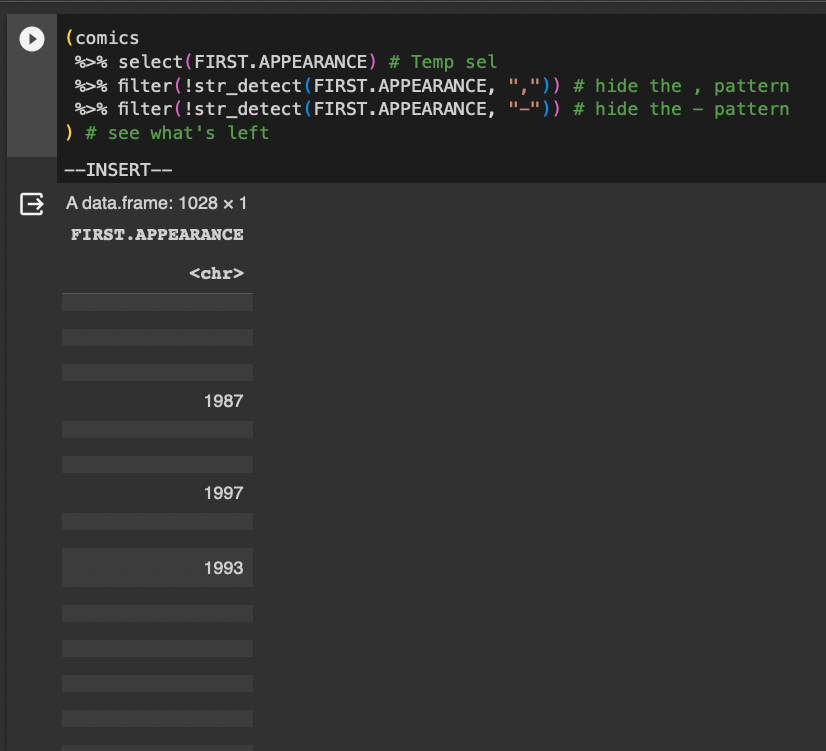 (comics
%>% select(FIRST.APPEARANCE) # Temp sel
%>% filter(!str_detect(FIRST.APPEARANCE, ",")) # hide the , pattern
%>% filter(!str_detect(FIRST.APPEARANCE, "-")) # hide the - pattern
) # see what's left
--INSERT--
A data.frame: 1028 × 1
FIRST.APPEARANCE
<chr>
1987
1997
1993